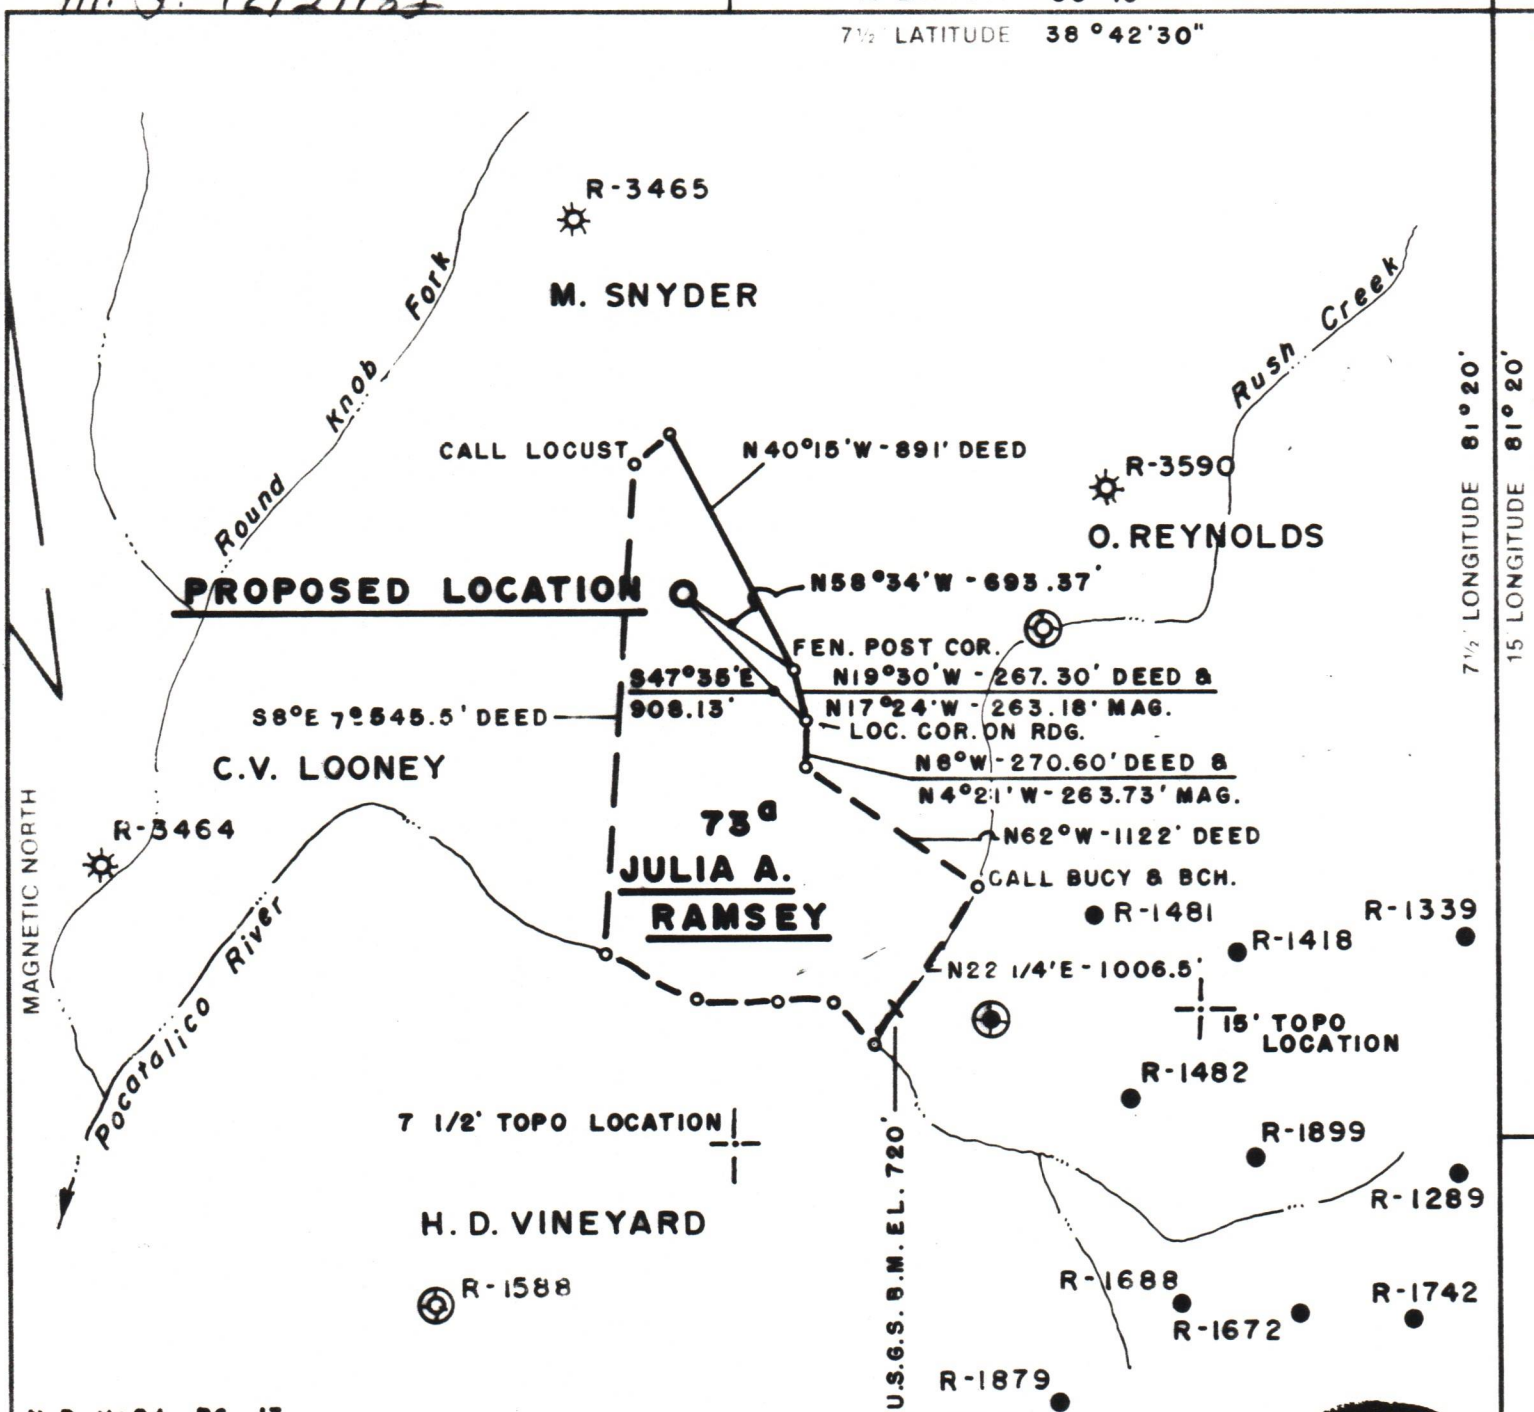 7½' LATITUDE 38°42'30"
R-3465
M. SNYDER
Round Knob Fork
Rush Creek
CALL LOCUST
N40°15'W-891' DEED
R-3590
O. REYNOLDS
PROPOSED LOCATION
N58°34'W-693.37'
FEN. POST COR.
S47°35'E
908.13'
N19°30'W-267.30' DEED &
N17°24'W-263.18' MAG.
S8°E 7°545.5' DEED
LOC. COR. ON RDG.
C.V. LOONEY
N8°W-270.60' DEED &
N4°21'W-263.73' MAG.
R-3464
73ᵃ
N62°W-1122' DEED
JULIA A.
RAMSEY
CALL BUCY & BCH.
R-1481
R-1339
R-1418
Pocatalico River
N22 1/4'E-1006.5'
15' TOPO
LOCATION
R-1482
7 1/2' TOPO LOCATION
R-1899
R-1289
H. D. VINEYARD
R-1588
U.S.G.S. B.M. EL. 720'
R-1688
R-1672
R-1742
R-1879
MAGNETIC NORTH
7½' LONGITUDE 81°20'
15' LONGITUDE 81°20'